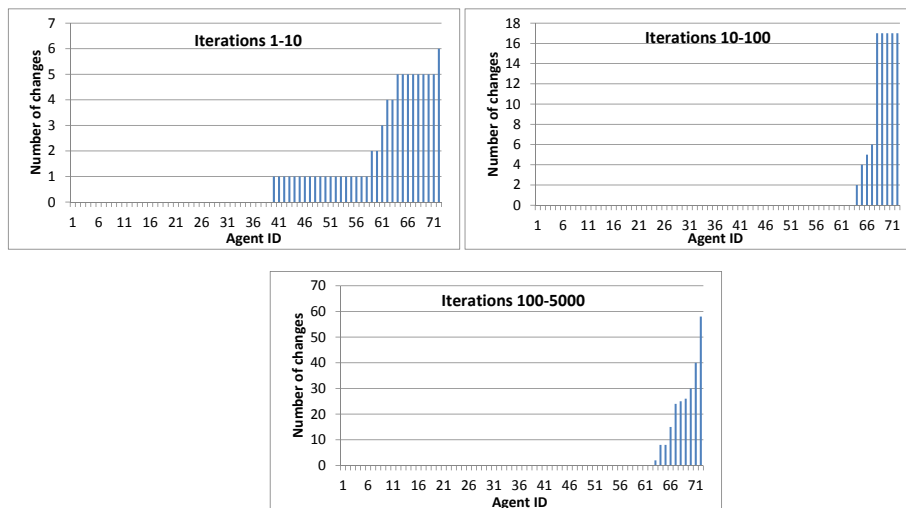 Iterations 1-10
Number of changes
7
6
5
4
3
2
1
0
1 6 11 16 21 26 31 36 41 46 51 56 61 66 71
Agent ID
Iterations 10-100
Number of changes
18
16
14
12
10
8
6
4
2
0
1 6 11 16 21 26 31 36 41 46 51 56 61 66 71
Agent ID
Iterations 100-5000
Number of changes
70
60
50
40
30
20
10
0
1 6 11 16 21 26 31 36 41 46 51 56 61 66 71
Agent ID